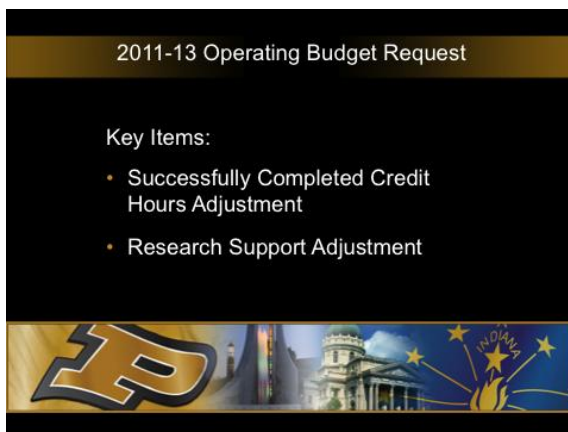 2011-13 Operating Budget Request
Key Items:
• Successfully Completed Credit
Hours Adjustment
• Research Support Adjustment
P
INDIANA